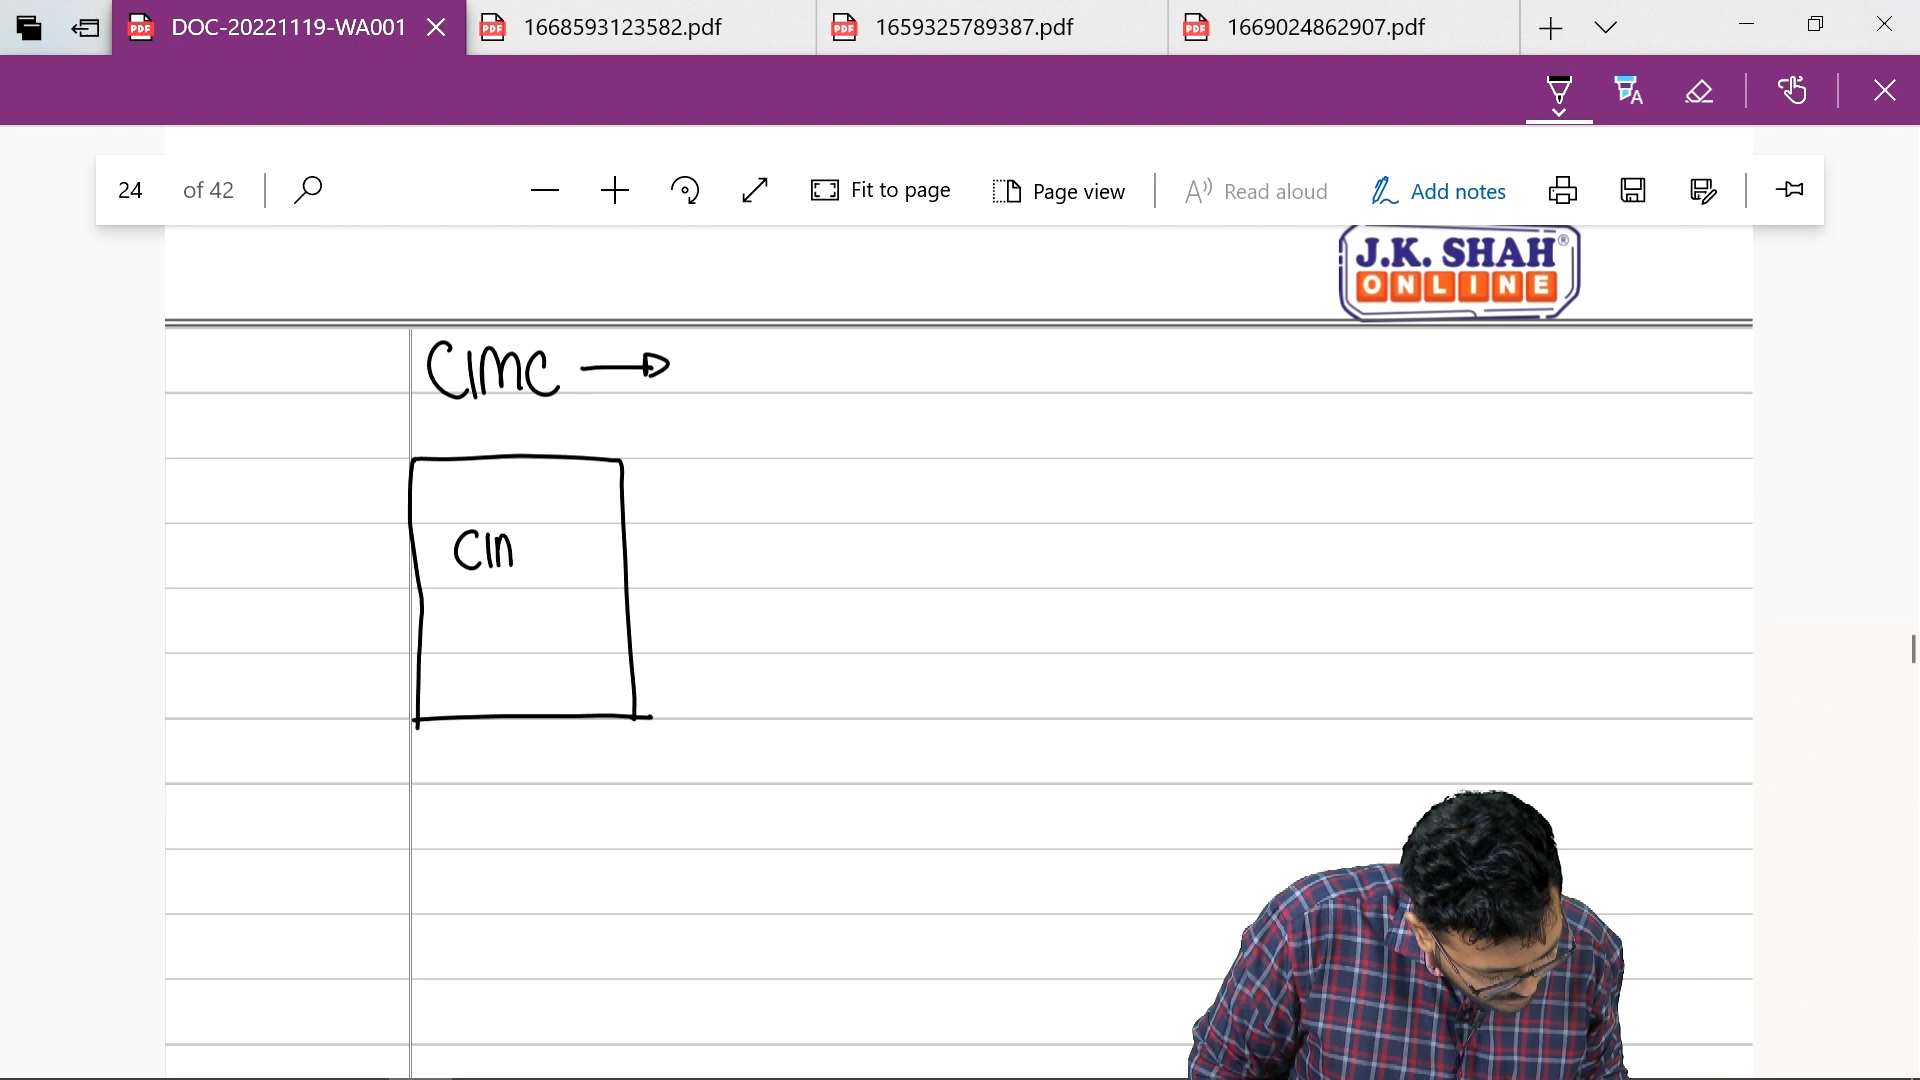 DOC-20221119-WA001
1668593123582.pdf
1659325789387.pdf
1669024862907.pdf
24 of 42
Fit to page
Page view
Read aloud
Add notes
J.K. SHAH®
ONLINE
CIMC
CIn